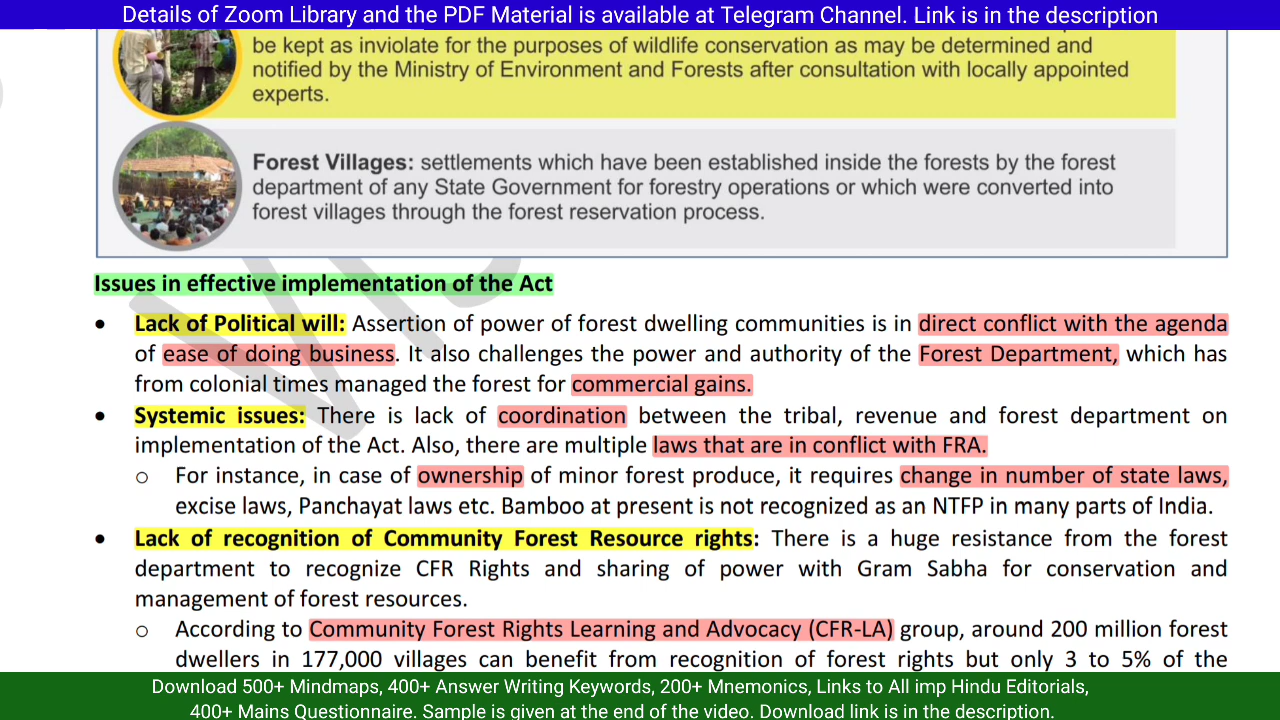 Details of Zoom Library and the PDF Material is available at Telegram Channel. Link is in the description
be kept as inviolate for the purposes of wildlife conservation as may be determined and
notified by the Ministry of Environment and Forests after consultation with locally appointed
experts.
Forest Villages: settlements which have been established inside the forests by the forest
department of any State Government for forestry operations or which were converted into
forest villages through the forest reservation process.
Issues in effective implementation of the Act
• Lack of Political will: Assertion of power of forest dwelling communities is in direct conflict with the agenda
of ease of doing business. It also challenges the power and authority of the Forest Department, which has
from colonial times managed the forest for commercial gains.
• Systemic issues: There is lack of coordination between the tribal, revenue and forest department on
implementation of the Act. Also, there are multiple laws that are in conflict with FRA.
o For instance, in case of ownership of minor forest produce, it requires change in number of state laws,
excise laws, Panchayat laws etc. Bamboo at present is not recognized as an NTFP in many parts of India.
• Lack of recognition of Community Forest Resource rights: There is a huge resistance from the forest
department to recognize CFR Rights and sharing of power with Gram Sabha for conservation and
management of forest resources.
o According to Community Forest Rights Learning and Advocacy (CFR-LA) group, around 200 million forest
dwellers in 177,000 villages can benefit from recognition of forest rights but only 3 to 5% of the
Download 500+ Mindmaps, 400+ Answer Writing Keywords, 200+ Mnemonics, Links to All imp Hindu Editorials,
400+ Mains Questionnaire. Sample is given at the end of the video. Download link is in the description.